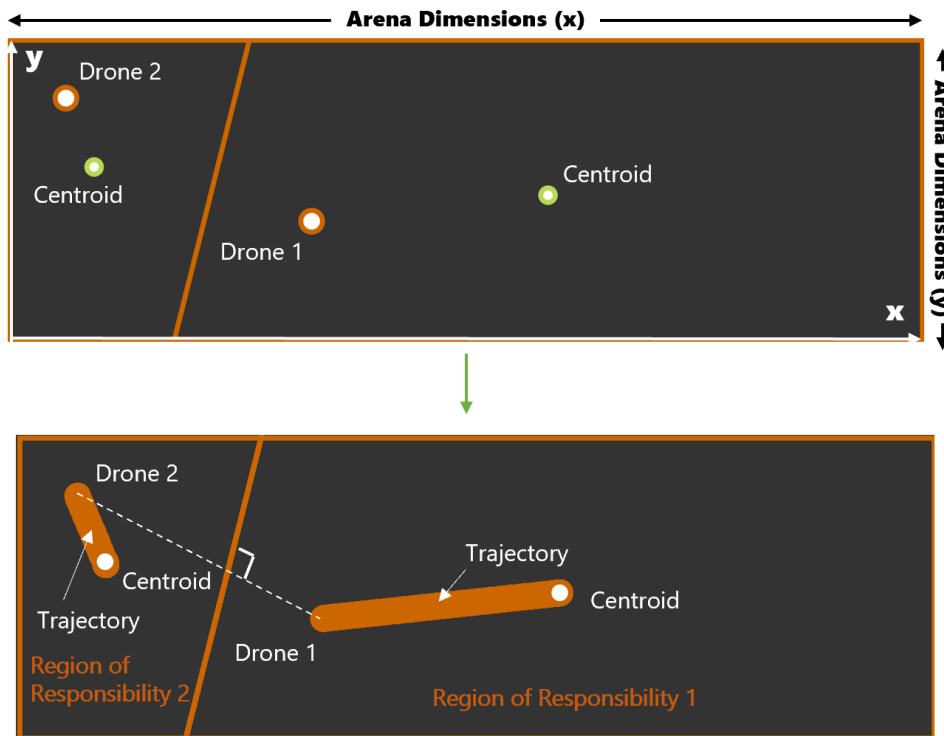 Arena Dimensions (x)
y
Drone 2
Centroid
Centroid
Drone 1
x
Arena Dimensions (y)
Drone 2
Centroid
Trajectory
Trajectory
Centroid
Drone 1
Region of
Responsibility 2
Region of Responsibility 1